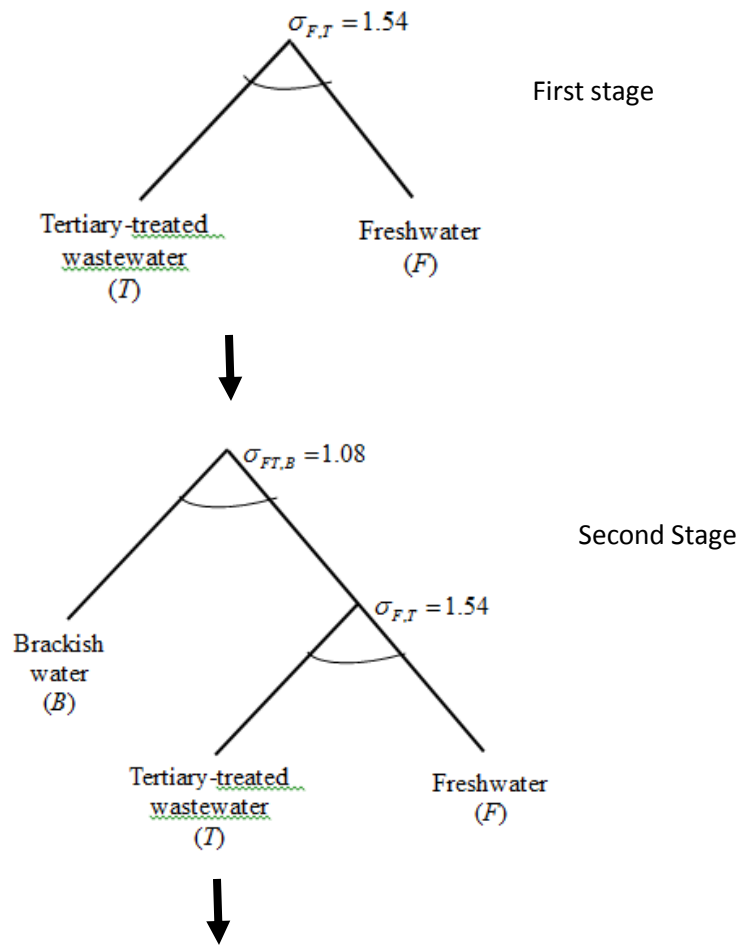 σF,T = 1.54
First stage
Tertiary-treated
wastewater
(T)
Freshwater
(F)
σFT,B = 1.08
Second Stage
σF,T = 1.54
Brackish
water
(B)
Tertiary-treated
wastewater
(T)
Freshwater
(F)